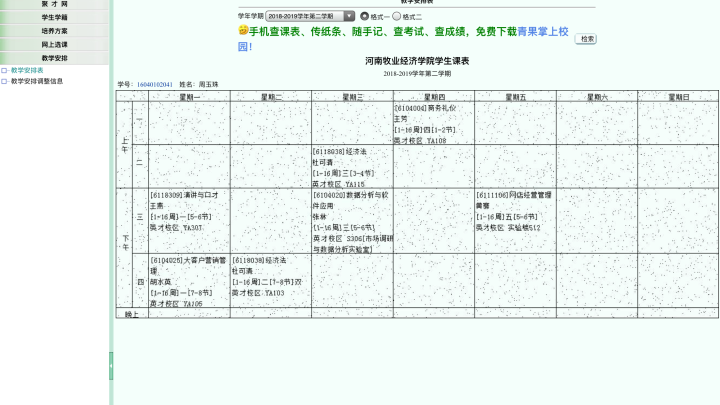 聚 才 网
教学安排表
学生学籍
培养方案
网上选课
教学安排
教学安排表
教学安排调整信息
学年学期 2018-2019学年第二学期 格式一 格式二
手机查课表、传纸条、随手记、查考试、查成绩，免费下载青果掌上校
园！
检索
河南牧业经济学院学生课表
2018-2019学年第二学期
学号： 16040102041 姓名：周玉珠
星期一 星期二 星期三 星期四 星期五 星期六 星期日
上午
一
[6104004]商务礼仪
王芳
[1-16周]四[1-2节]
英才校区 YA108
二
[6118038]经济法
杜可清
[1-16周]三[3-4节]
英才校区 YA115
下午
三
[6118309]演讲与口才
王燕
[1-16周]一[5-6节]
英才校区 YA307
[6104020]数据分析与软
件应用
张林
[1-16周]三[5-6节]
英才校区 S306[市场调研
与数据分析实验室]
[6111106]网店经营管理
黄赛
[1-16周]五[5-6节]
英才校区 实验楼512
四
[6104025]大客户营销管
理
胡永英
[1-16周]一[7-8节]
英才校区 YA105
[6118038]经济法
杜可清
[1-16周]二[7-8节]双
英才校区 YA103
晚上